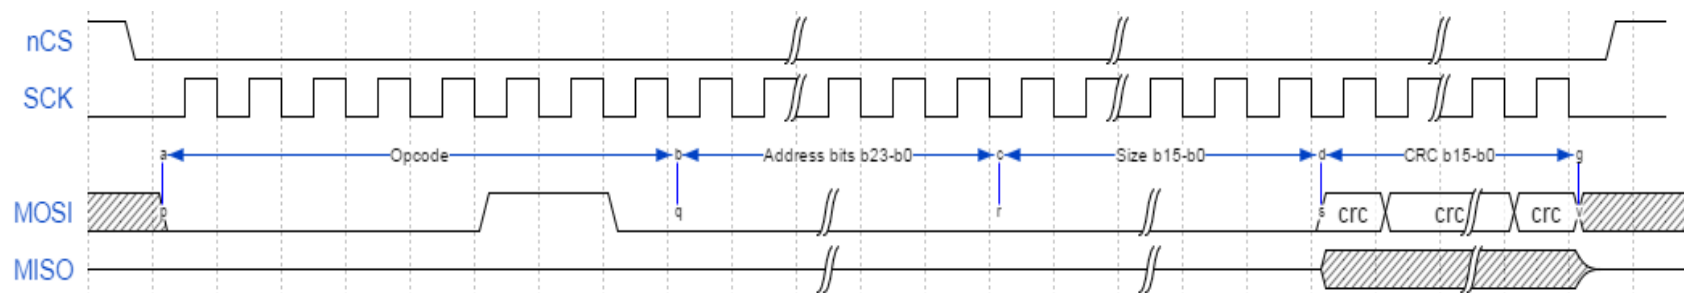 nCS
SCK
a Opcode b Address bits b23-b0 c Size b15-b0 d CRC b15-b0 g
MOSI p q r s crc crc crc v
MISO